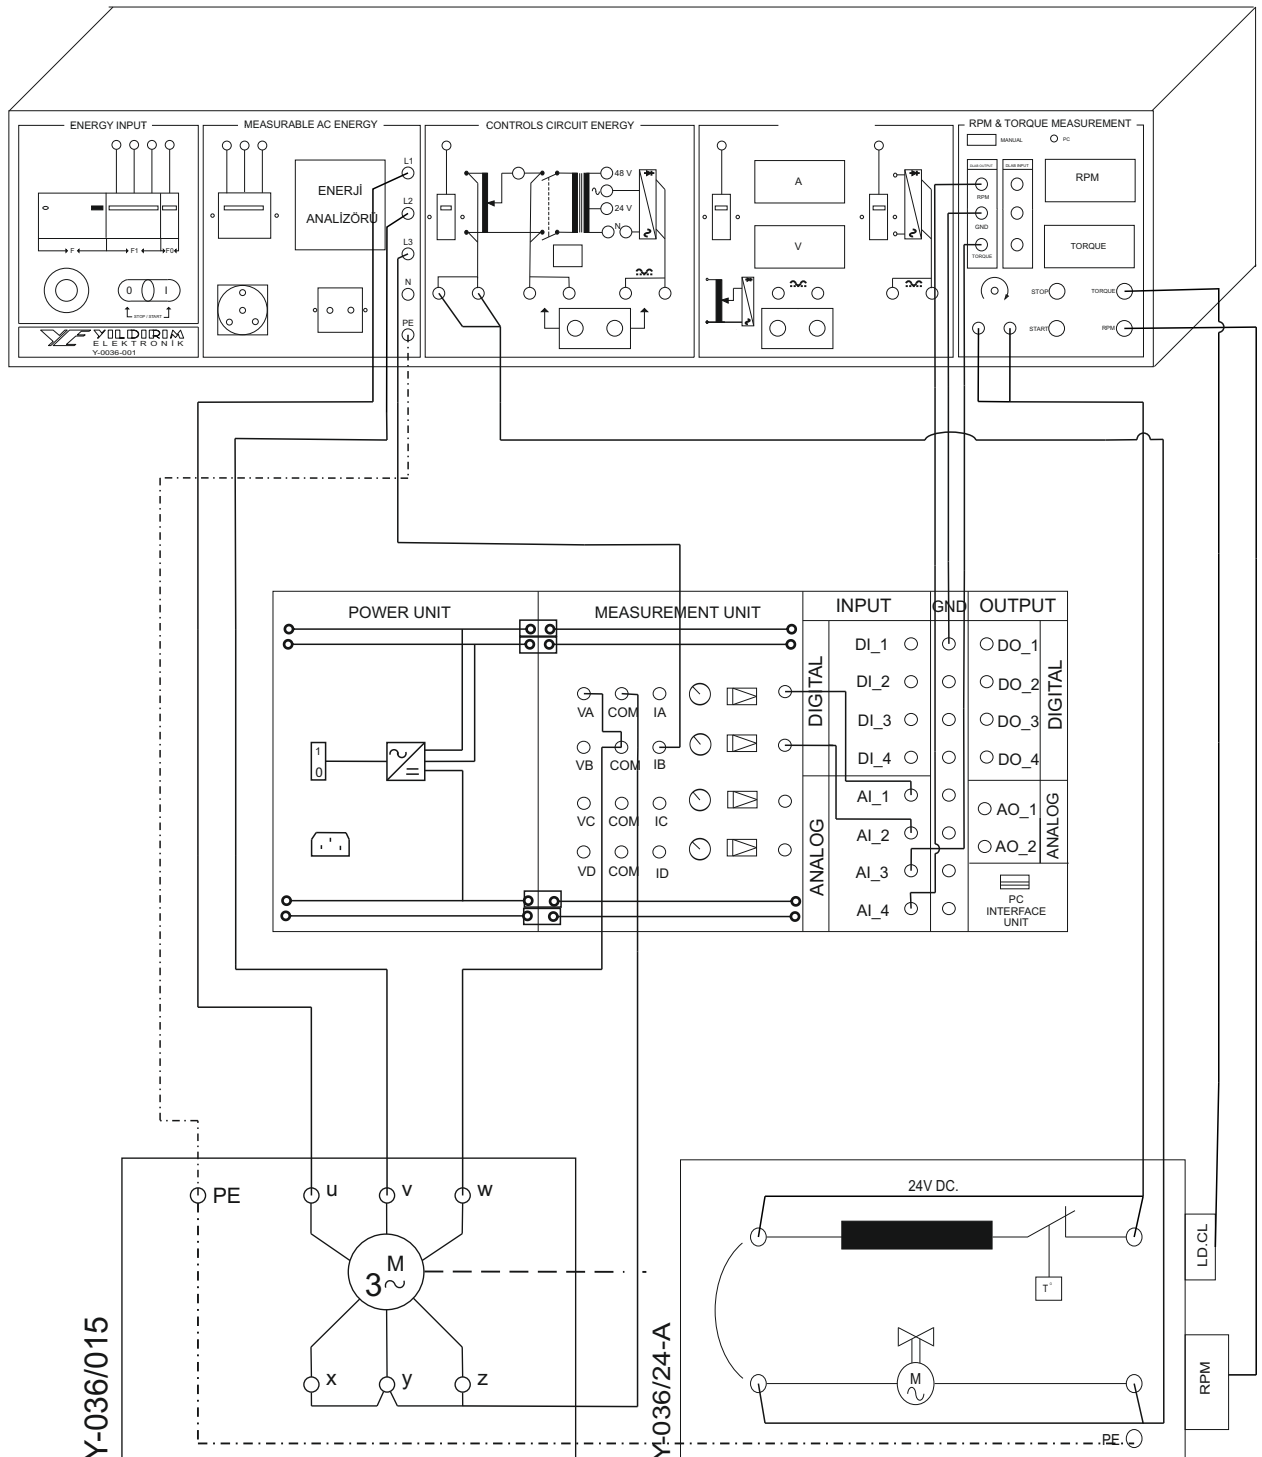 ENERGY INPUT
MEASURABLE AC ENERGY
CONTROLS CIRCUIT ENERGY
RPM & TORQUE MEASUREMENT
MANUAL
PC
DLAB OUTPUT
DLAB INPUT
RPM
GND
TORQUE
RPM
TORQUE
STOP
START
TORQUE
RPM
ENERJİ
ANALİZÖRÜ
L1
L2
L3
N
PE
48 V
24 V
N
A
V
F
F1
F0
0
I
STOP / START
YILDIRIM
ELEKTRONİK
Y-0036-001
POWER UNIT
MEASUREMENT UNIT
INPUT
GND
OUTPUT
DIGITAL
DI_1
DI_2
DI_3
DI_4
DO_1
DO_2
DO_3
DO_4
DIGITAL
VA
COM
IA
VB
COM
IB
VC
COM
IC
VD
COM
ID
1
0
ANALOG
AI_1
AI_2
AI_3
AI_4
AO_1
AO_2
ANALOG
PC
INTERFACE
UNIT
PE
u
v
w
M
3~
x
y
z
Y-036/015
Y-036/24-A
24V DC.
T°
M
LD.CL
RPM
PE